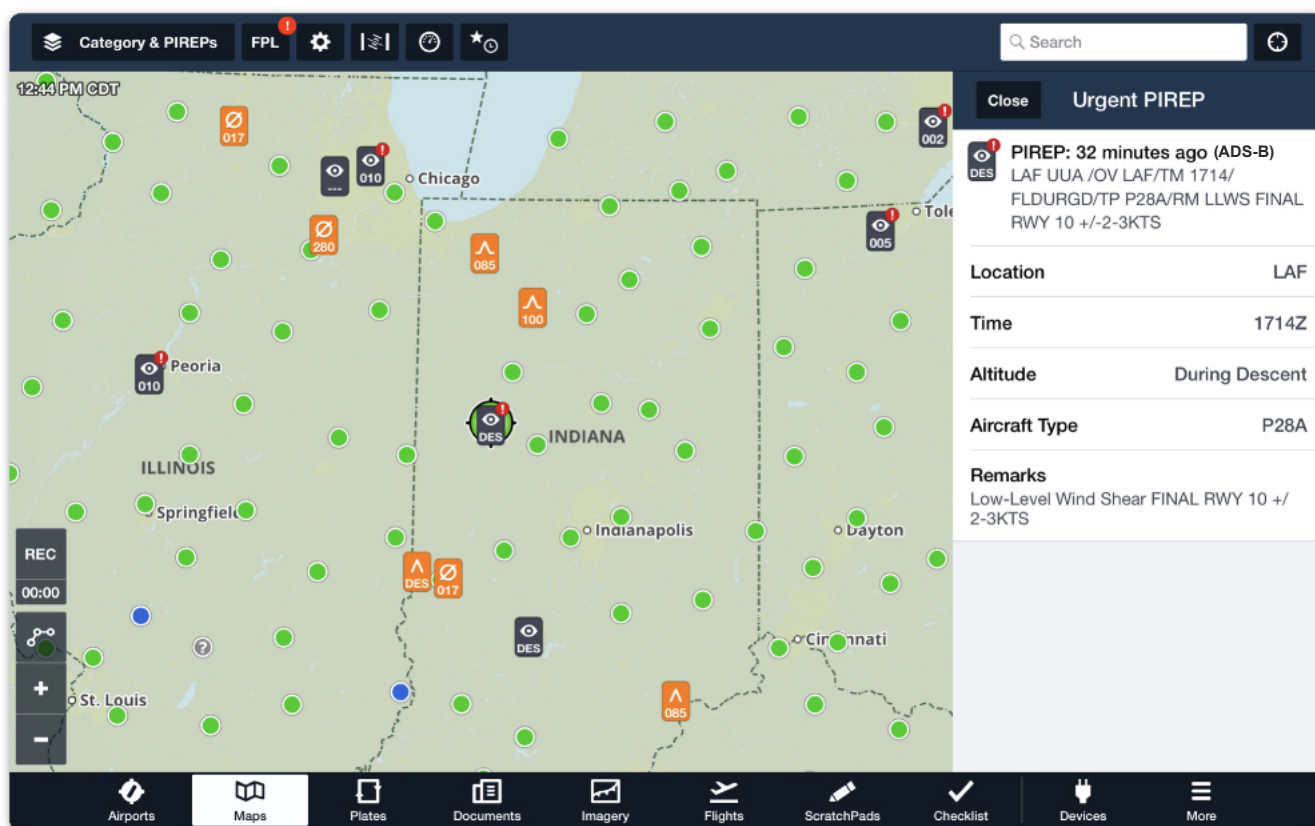 Category & PIREPs
FPL
!
Search
12:44 PM CDT
Close
Urgent PIREP
DES
!
PIREP: 32 minutes ago (ADS-B)
LAF UUA /OV LAF/TM 1714/
FLDURGD/TP P28A/RM LLWS FINAL
RWY 10 +/-2-3KTS
Location
LAF
Time
1714Z
Altitude
During Descent
Aircraft Type
P28A
Remarks
Low-Level Wind Shear FINAL RWY 10 +/
2-3KTS
017
---
010
!
Chicago
002
!
280
085
005
!
Tole
100
010
!
Peoria
DES
!
INDIANA
ILLINOIS
Springfield
Indianapolis
Dayton
DES
017
DES
Cincinnati
?
St. Louis
085
REC
00:00
+
−
Airports
Maps
Plates
Documents
Imagery
Flights
ScratchPads
Checklist
Devices
More